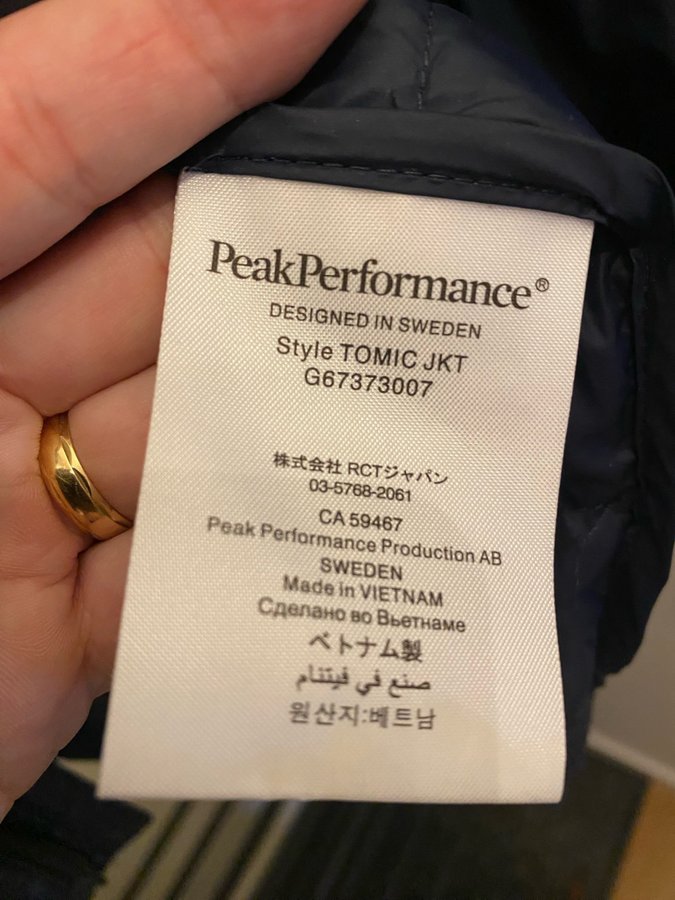 PeakPerformance®
DESIGNED IN SWEDEN
Style TOMIC JKT
G67373007
株式会社 RCTジャパン
03-5768-2061
CA 59467
Peak Performance Production AB
SWEDEN
Made in VIETNAM
Сделано во Вьетнаме
ベトナム製
صنع في فيتنام
원산지:베트남